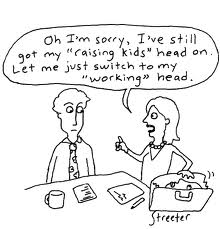 Oh I'm sorry, I've still
got my "raising kids" head on.
Let me just switch to my
"working" head.
Streeter